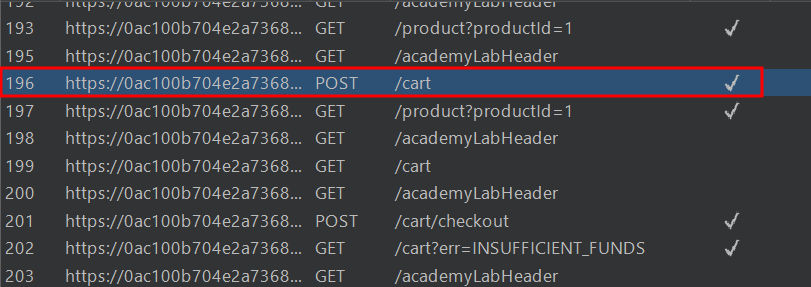 192 https://0ac100b704e2a7368... GET /academyLabHeader
193 https://0ac100b704e2a7368... GET /product?productId=1 ✓
195 https://0ac100b704e2a7368... GET /academyLabHeader
196 https://0ac100b704e2a7368... POST /cart ✓
197 https://0ac100b704e2a7368... GET /product?productId=1 ✓
198 https://0ac100b704e2a7368... GET /academyLabHeader
199 https://0ac100b704e2a7368... GET /cart
200 https://0ac100b704e2a7368... GET /academyLabHeader
201 https://0ac100b704e2a7368... POST /cart/checkout ✓
202 https://0ac100b704e2a7368... GET /cart?err=INSUFFICIENT_FUNDS ✓
203 https://0ac100b704e2a7368... GET /academyLabHeader